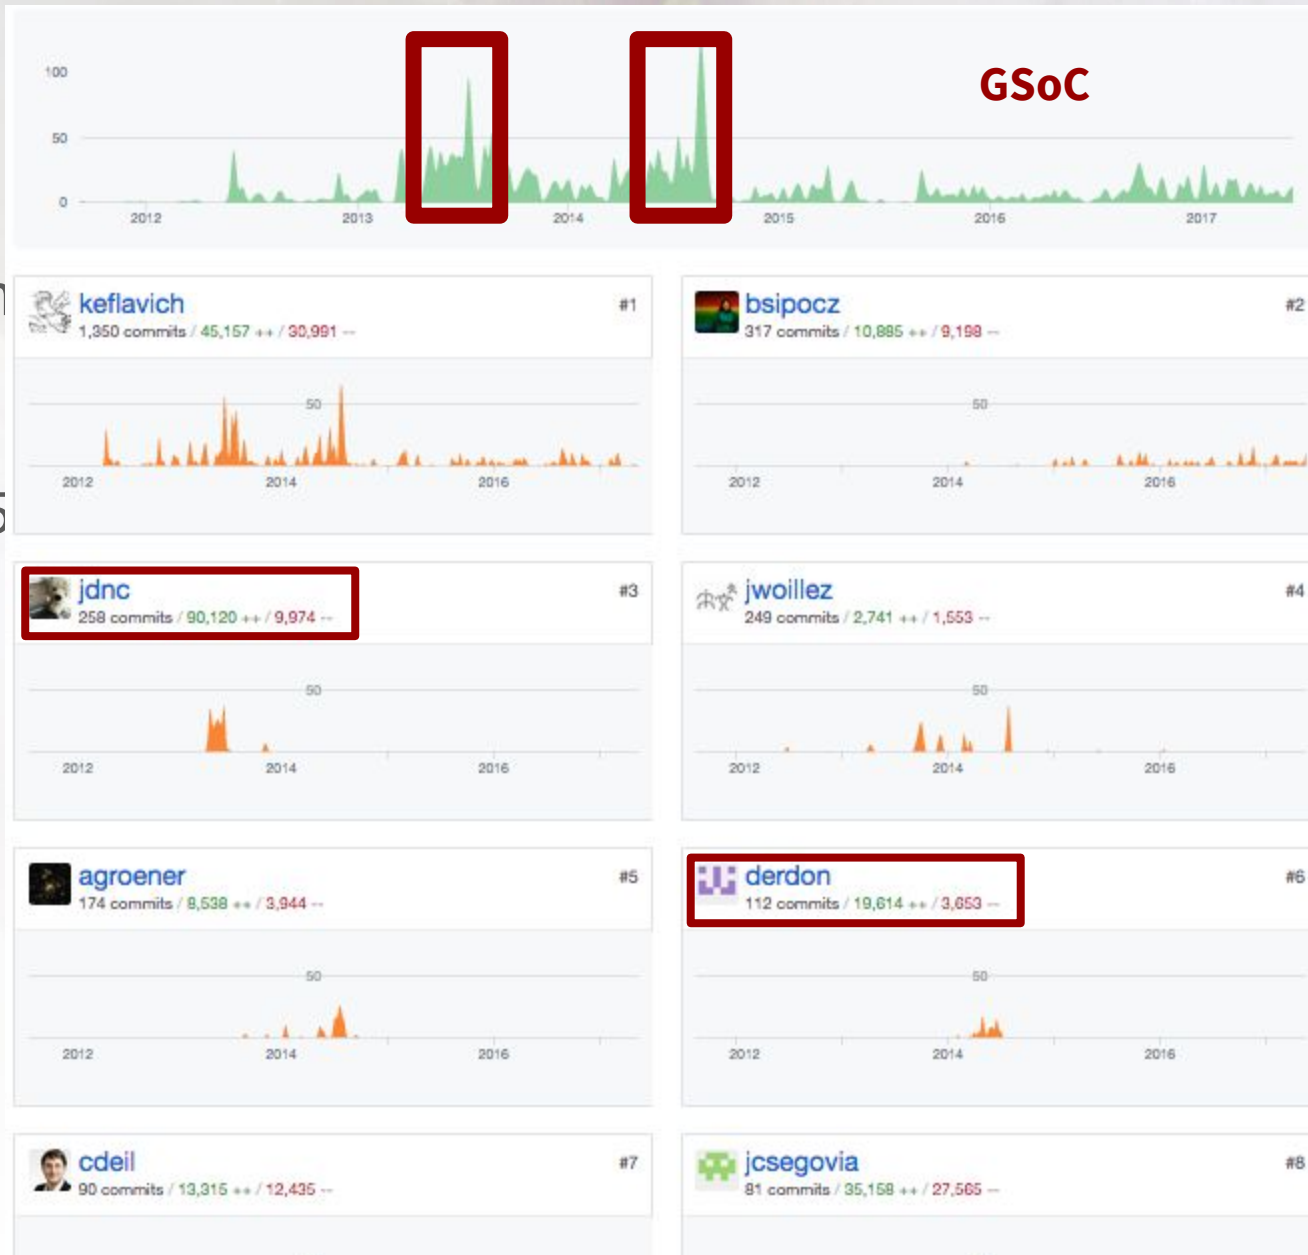 GSoC
100
50
0
2012 2013 2014 2015 2016 2017
keflavich #1
1,350 commits / 45,157 ++ / 30,991 --
50
2012 2014 2016
bsipocz #2
317 commits / 10,885 ++ / 9,198 --
50
2012 2014 2016
jdnc #3
258 commits / 90,120 ++ / 9,974 --
50
2012 2014 2016
jwoillez #4
249 commits / 2,741 ++ / 1,553 --
50
2012 2014 2016
agroener #5
174 commits / 8,538 ++ / 3,944 --
50
2012 2014 2016
derdon #6
112 commits / 19,614 ++ / 3,653 --
50
2012 2014 2016
cdeil #7
90 commits / 13,315 ++ / 12,435 --
jcsegovia #8
81 commits / 35,158 ++ / 27,565 --